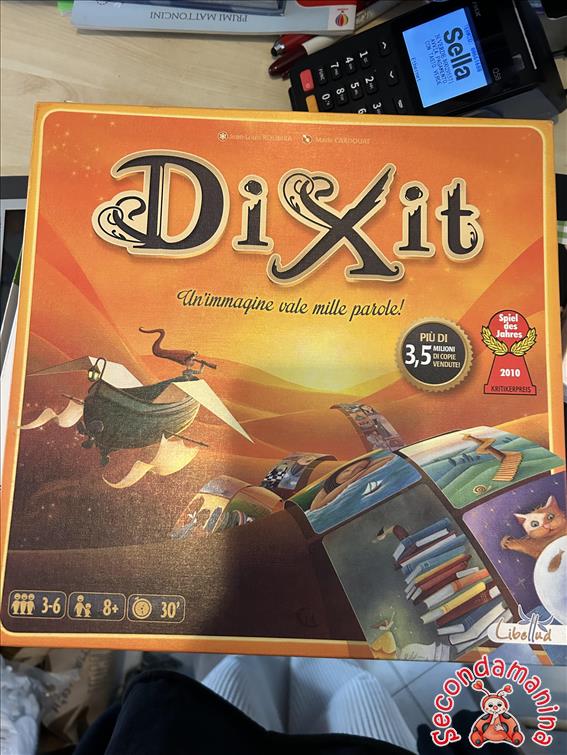 PRIMI MATTONCINI
Sella
Jean-Louis ROUBIRA
Marie CARDOUAT
DiXit
Un'immagine vale mille parole!
PIÙ DI
3,5 MILIONI
DI COPIE
VENDUTE!
Spiel
des
Jahres
2010
KRITIKERPREIS
3-6
8+
30'
Libellud
Secondamanina